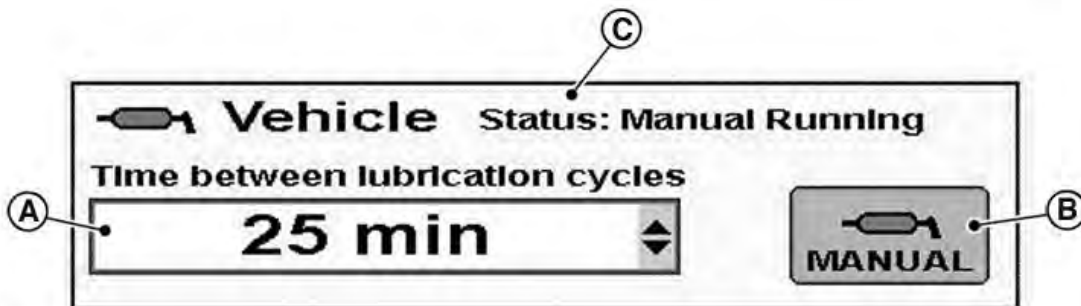 C
Vehicle Status: Manual Running
Time between lubrication cycles
A
25 min
B
MANUAL